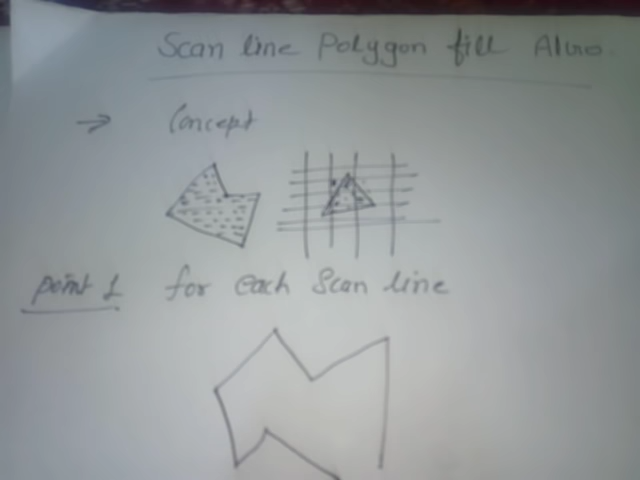 Scan line Polygon fill Algo.
→ Concept
point 1 for each Scan line